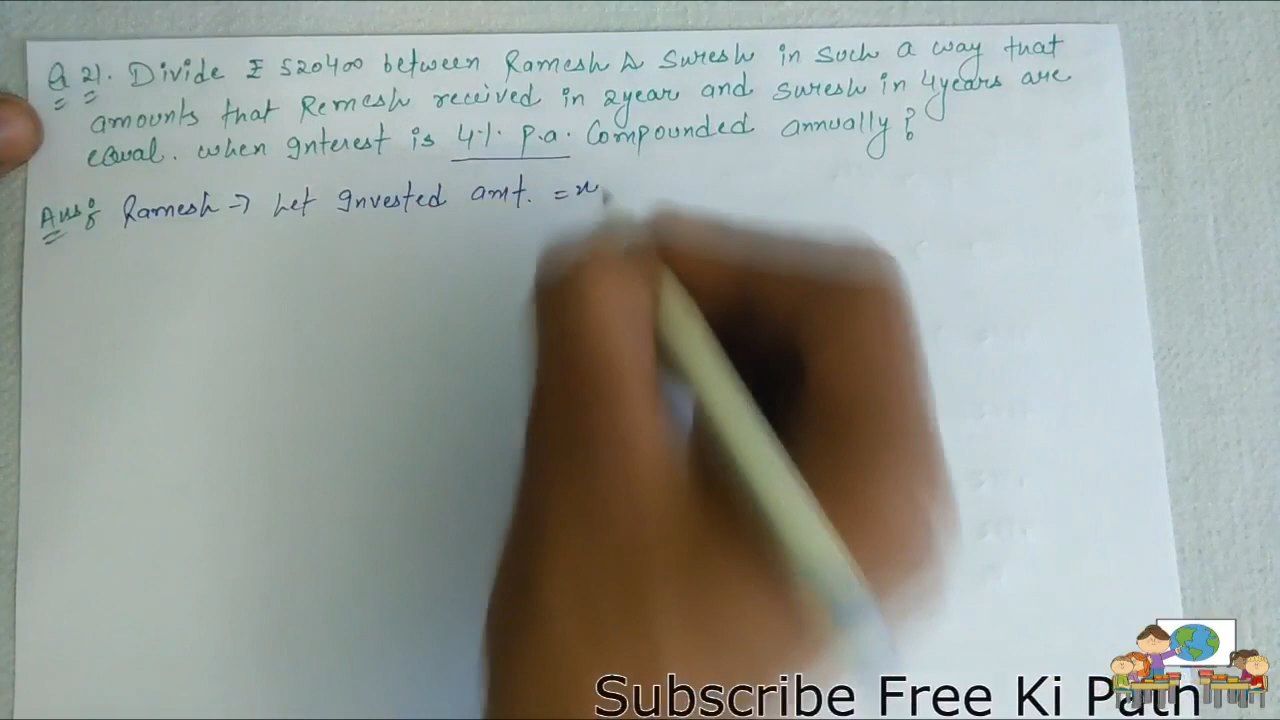 Q 21. Divide ₹ 520400 between Ramesh & Suresh in such a way that
amounts that Remesh received in 2year and Suresh in 4years are
equal. when Interest is 4%. p.a. Compounded annually?
Ans: Ramesh → Let Invested amt. = x
Subscribe Free Ki Path